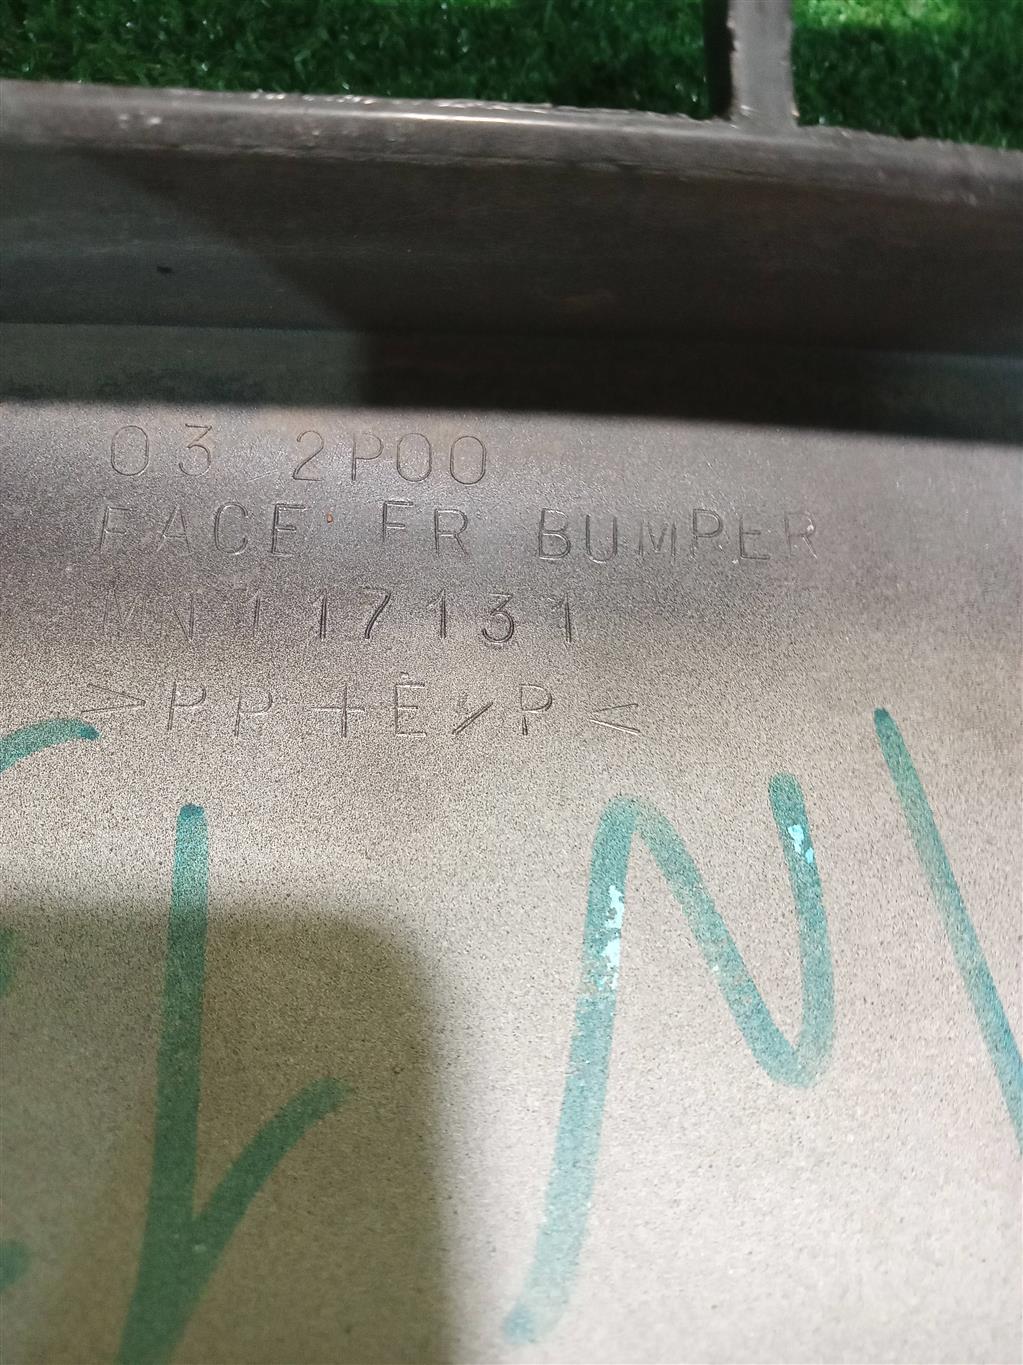 03 2P00
FACE FR BUMPER
MN117131
>PP+E/P<